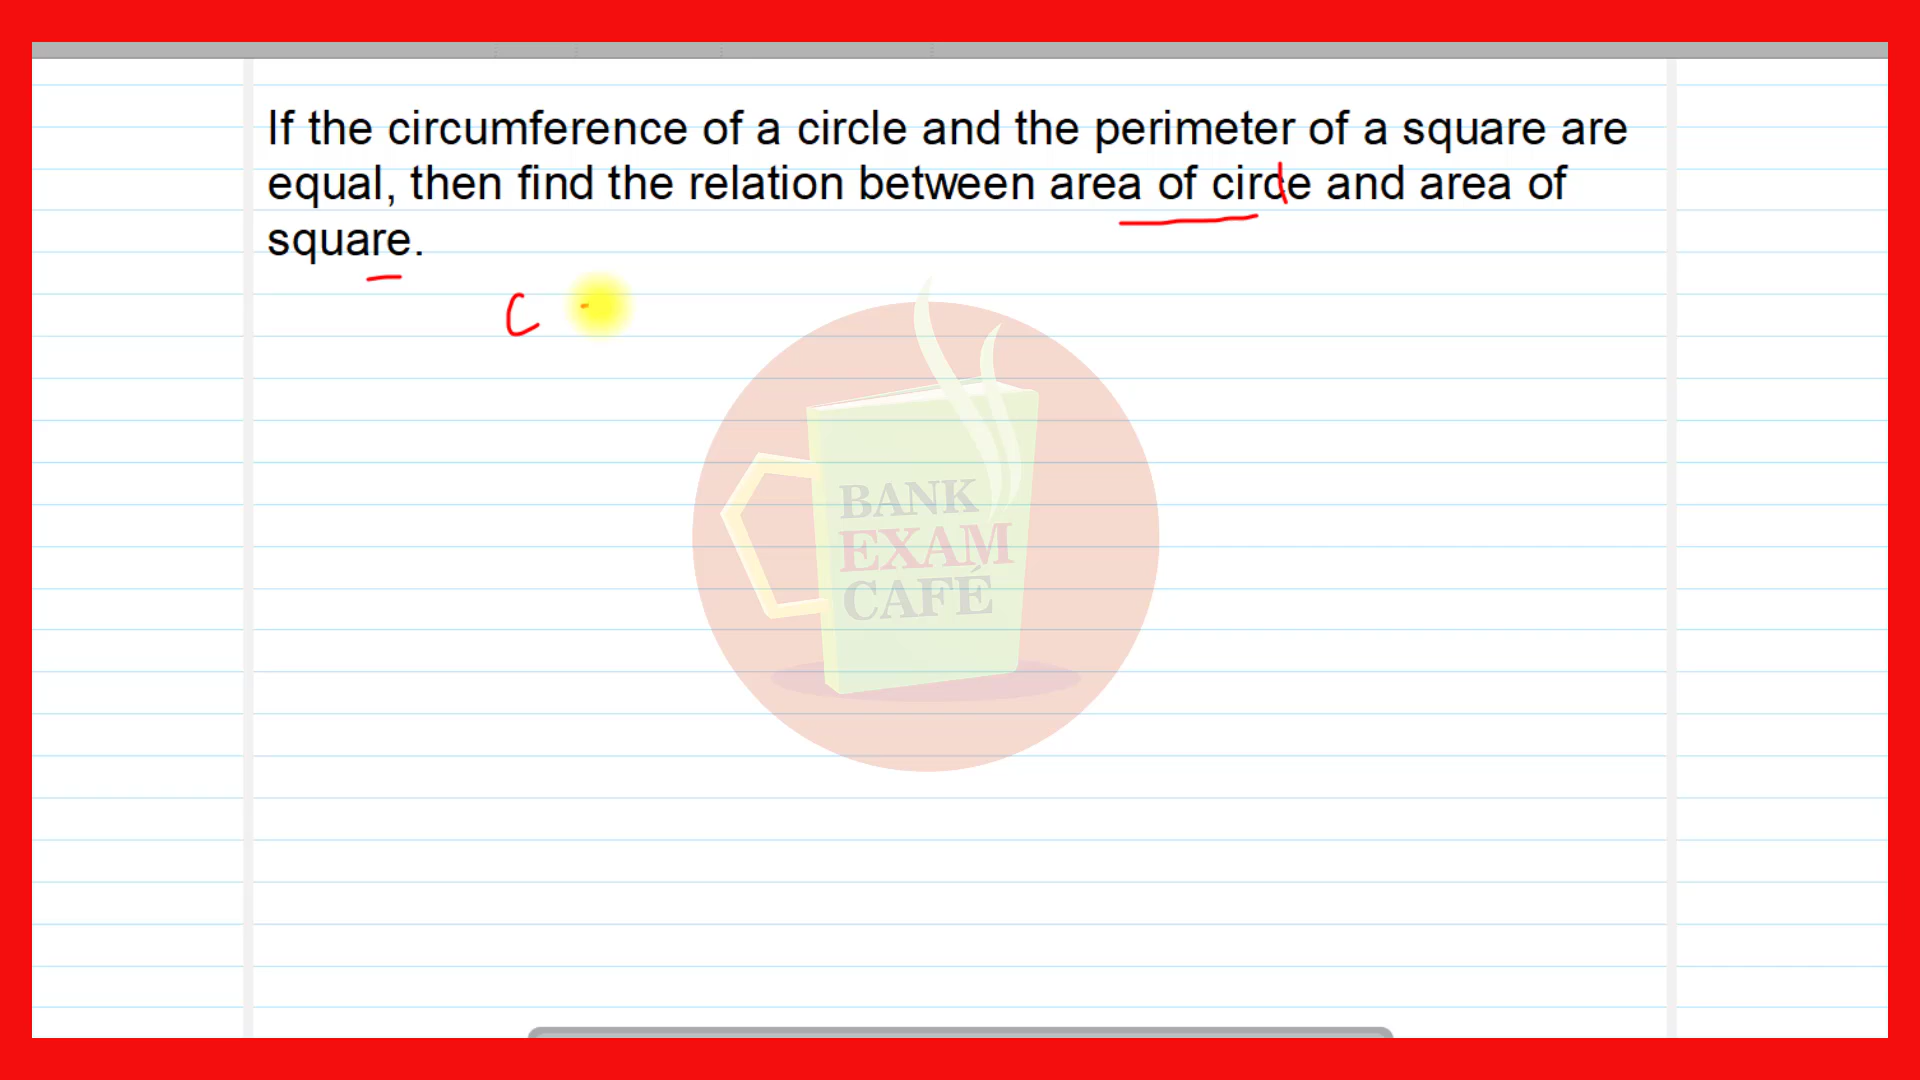 If the circumference of a circle and the perimeter of a square are
equal, then find the relation between area of circle and area of
square.
C
BANK
EXAM
CAFÉ